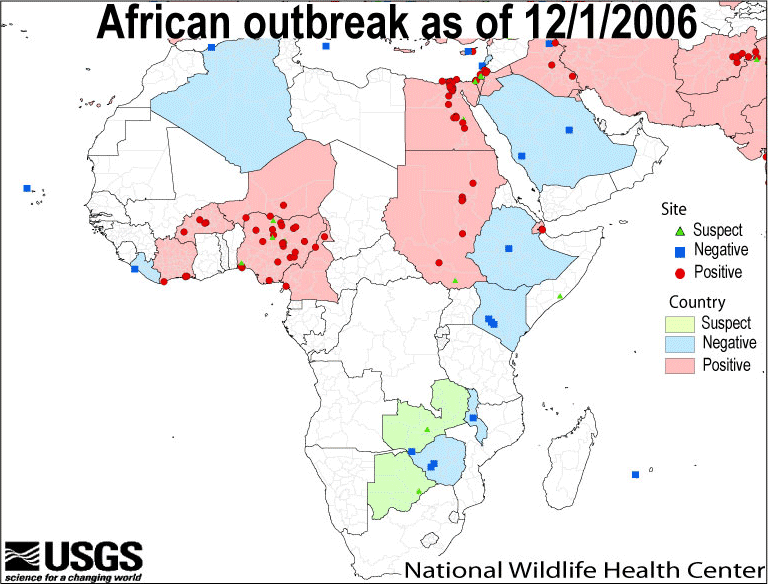 African outbreak as of 12/1/2006
Site
Suspect
Negative
Positive
Country
Suspect
Negative
Positive
USGS
science for a changing world
National Wildlife Health Center